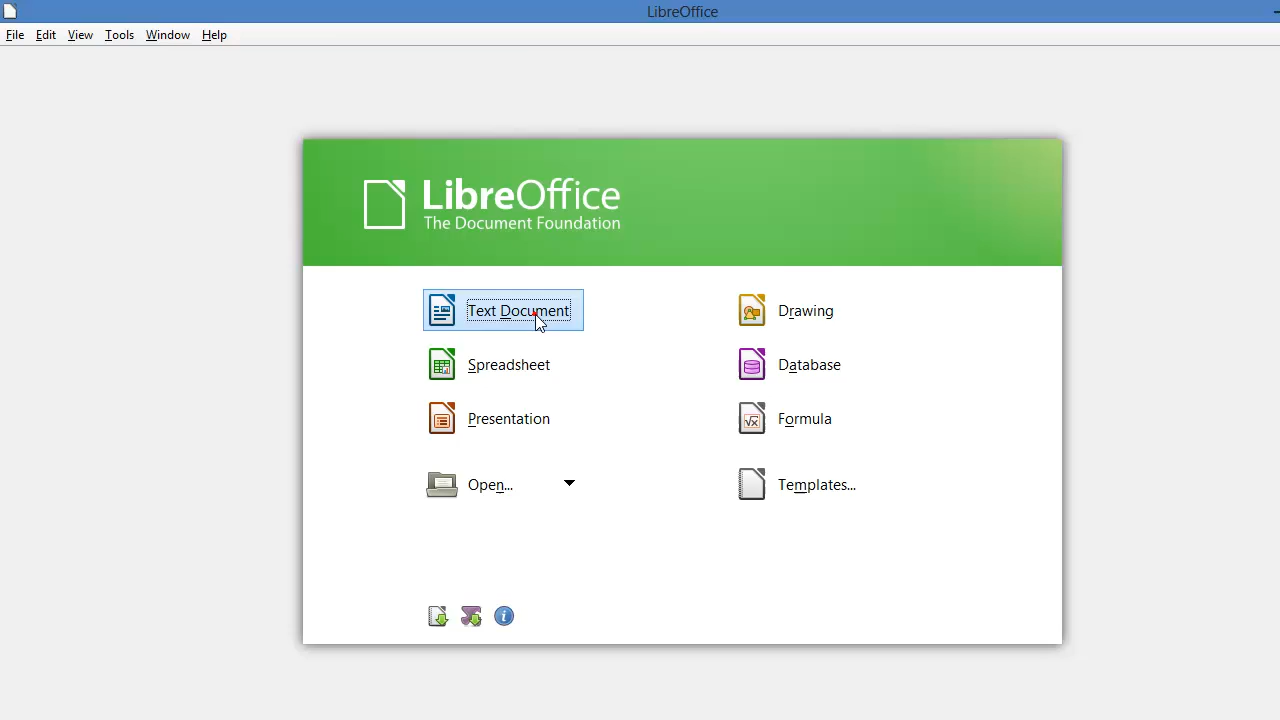 LibreOffice
File Edit View Tools Window Help
LibreOffice
The Document Foundation
Text Document
Drawing
Spreadsheet
Database
Presentation
Formula
Open...
Templates...